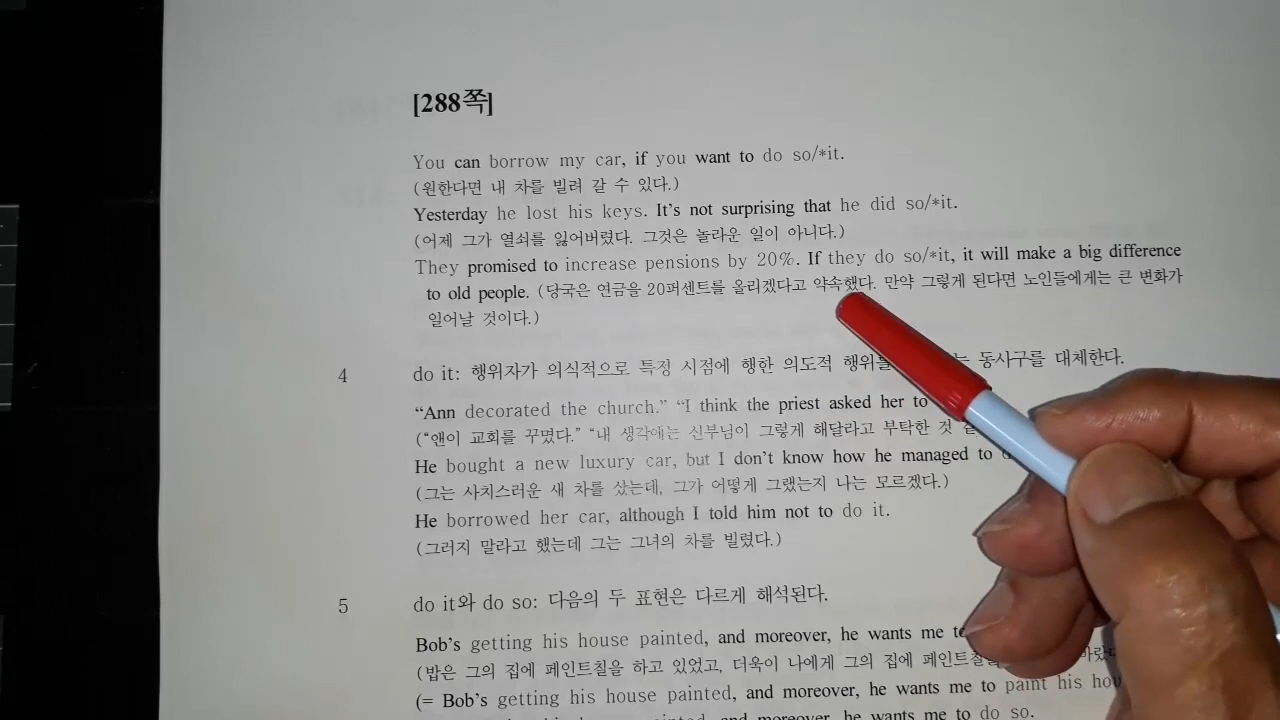 [288쪽]
You can borrow my car, if you want to do so/*it.
(원한다면 내 차를 빌려 갈 수 있다.)
Yesterday he lost his keys. It's not surprising that he did so/*it.
(어제 그가 열쇠를 잃어버렸다. 그것은 놀라운 일이 아니다.)
They promised to increase pensions by 20%. If they do so/*it, it will make a big difference
to old people. (당국은 연금을 20퍼센트를 올리겠다고 약속했다. 만약 그렇게 된다면 노인들에게는 큰 변화가
일어날 것이다.)
4 do it: 행위자가 의식적으로 특정 시점에 행한 의도적 행위를 동사구를 대체한다.
“Ann decorated the church.” “I think the priest asked her to
(“앤이 교회를 꾸몄다.” “내 생각에는 신부님이 그렇게 해달라고 부탁한 것
He bought a new luxury car, but I don't know how he managed to
(그는 사치스러운 새 차를 샀는데, 그가 어떻게 그랬는지 나는 모르겠다.)
He borrowed her car, although I told him not to do it.
(그러지 말라고 했는데 그는 그녀의 차를 빌렸다.)
5 do it와 do so: 다음의 두 표현은 다르게 해석된다.
Bob's getting his house painted, and moreover, he wants me to
(밥은 그의 집에 페인트칠을 하고 있었고, 더욱이 나에게 그의 집에
(= Bob's getting his house painted, and moreover, he wants me to paint his
painted, and moreover, he wants me to do so.